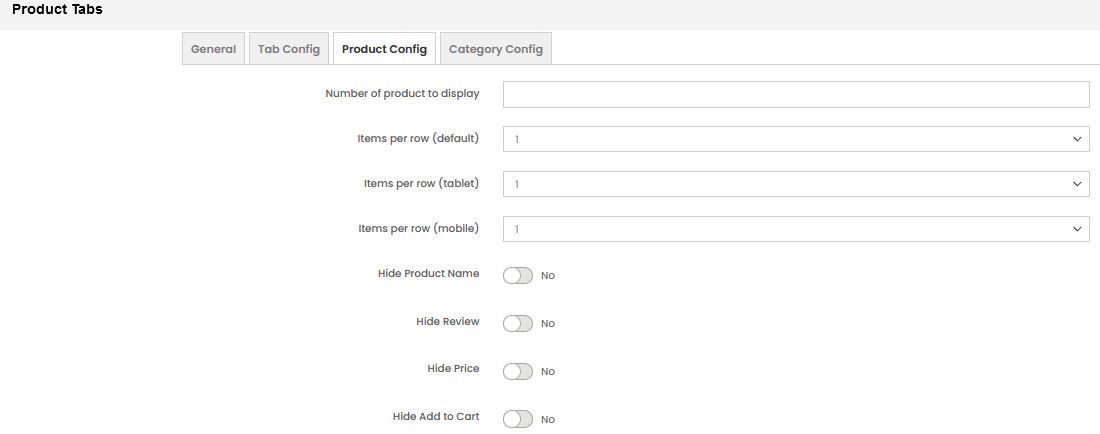 Product Tabs
General Tab Config Product Config Category Config
Number of product to display
Items per row (default) 1
Items per row (tablet) 1
Items per row (mobile) 1
Hide Product Name No
Hide Review No
Hide Price No
Hide Add to Cart No